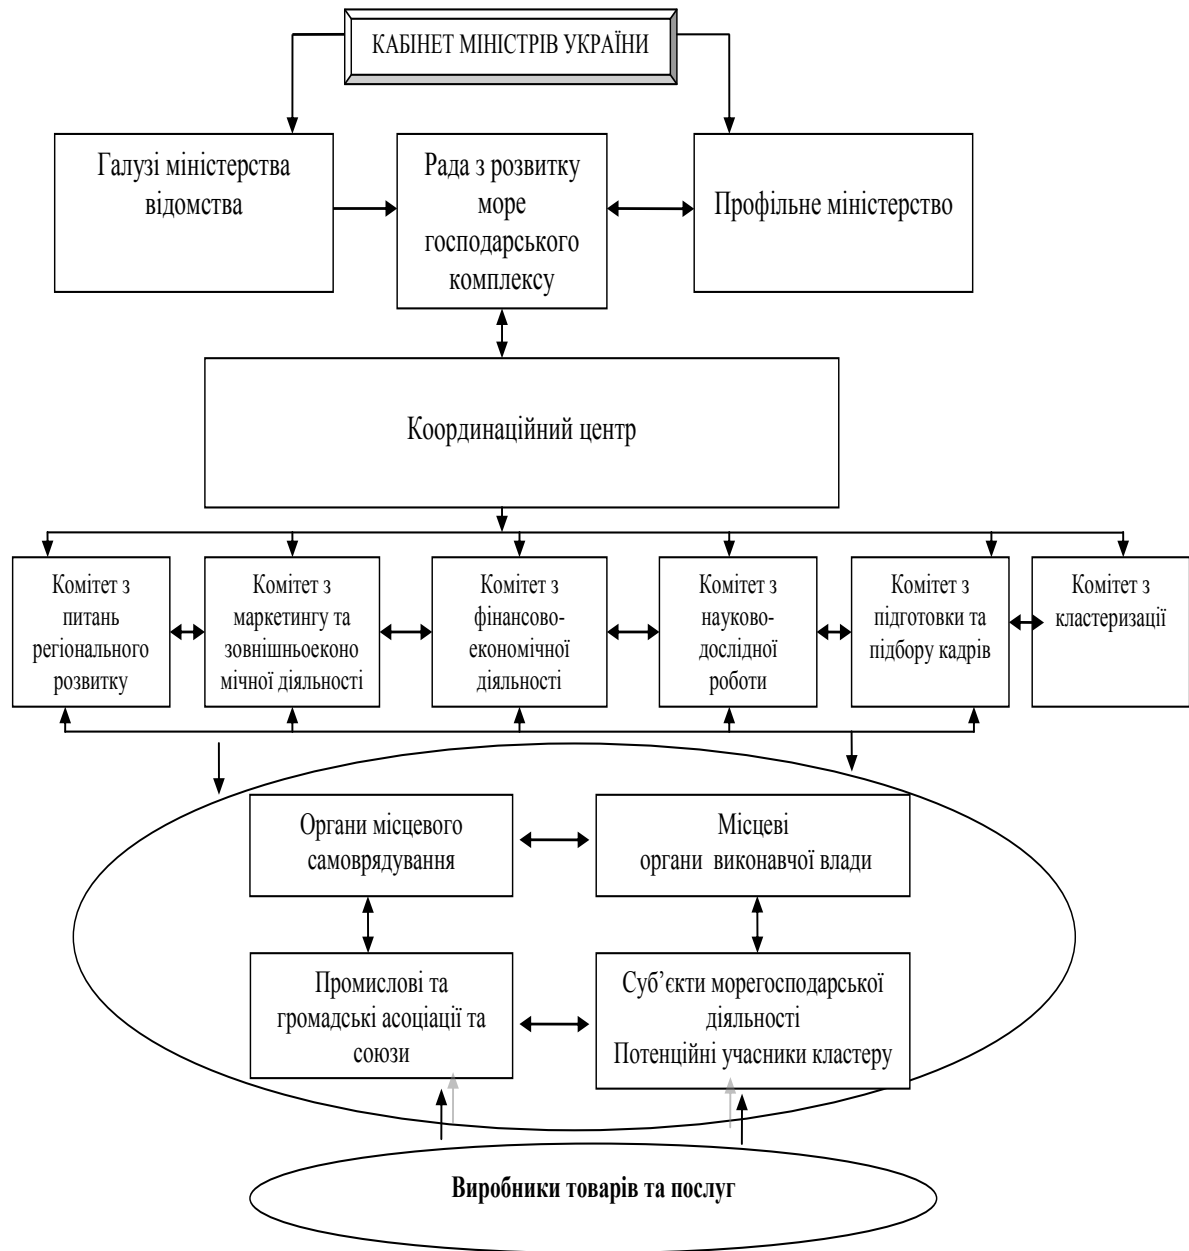 КАБІНЕТ МІНІСТРІВ УКРАЇНИ
Галузі міністерства
відомства
Рада з розвитку
море
господарського
комплексу
Профільне міністерство
Координаційний центр
Комітет з
питань
регіонального
розвитку
Комітет з
маркетингу та
зовнішньоеконо
мічної діяльності
Комітет з
фінансово-
економічної
діяльності
Комітет з
науково-
дослідної
роботи
Комітет з
підготовки та
підбору кадрів
Комітет з
кластеризації
Органи місцевого
самоврядування
Місцеві
органи виконавчої влади
Промислові та
громадські асоціації та
союзи
Суб’єкти морегосподарської
діяльності
Потенційні учасники кластеру
Виробники товарів та послуг